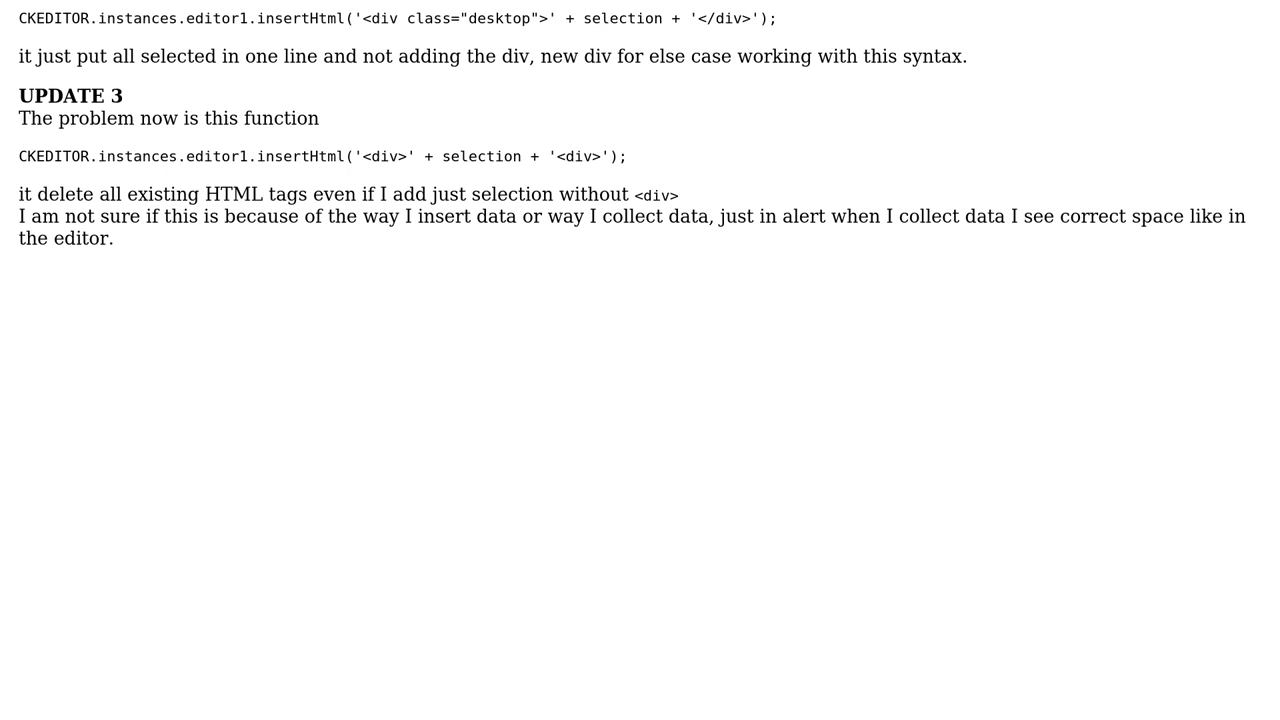 CKEDITOR.instances.editor1.insertHtml('<div class="desktop">' + selection + '</div>');
it just put all selected in one line and not adding the div, new div for else case working with this syntax.
UPDATE 3
The problem now is this function
CKEDITOR.instances.editor1.insertHtml('<div>' + selection + '<div>');
it delete all existing HTML tags even if I add just selection without <div>
I am not sure if this is because of the way I insert data or way I collect data, just in alert when I collect data I see correct space like in
the editor.